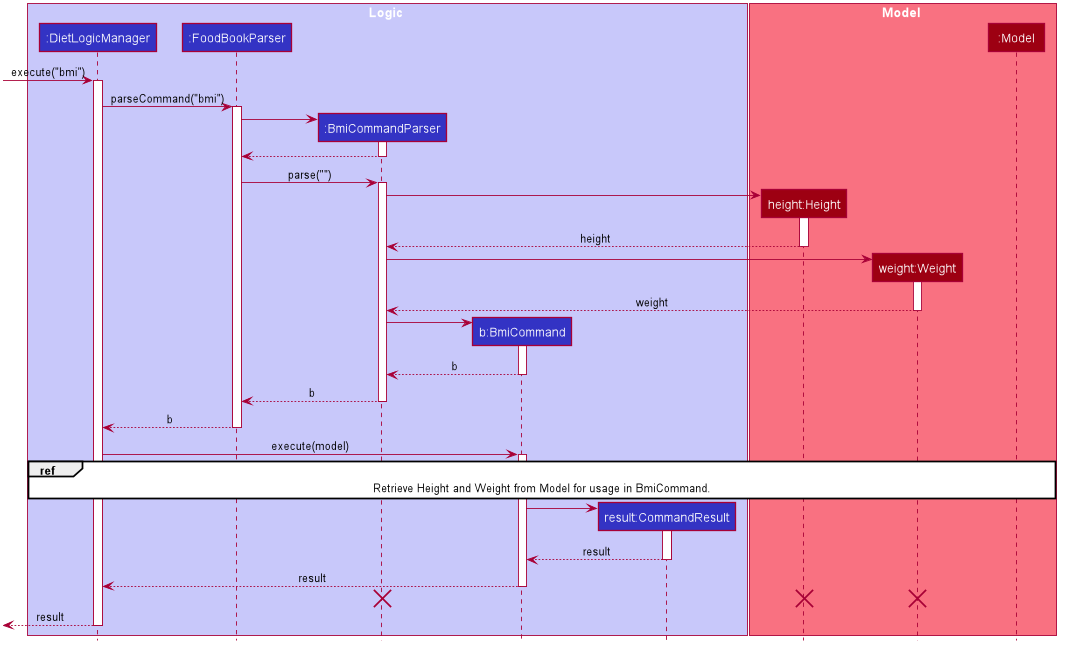 Logic
Model
:DietLogicManager
:FoodBookParser
:Model
execute("bmi")
parseCommand("bmi")
:BmiCommandParser
parse("")
height:Height
height
weight:Weight
weight
b:BmiCommand
b
b
b
execute(model)
ref
Retrieve Height and Weight from Model for usage in BmiCommand.
result:CommandResult
result
result
result